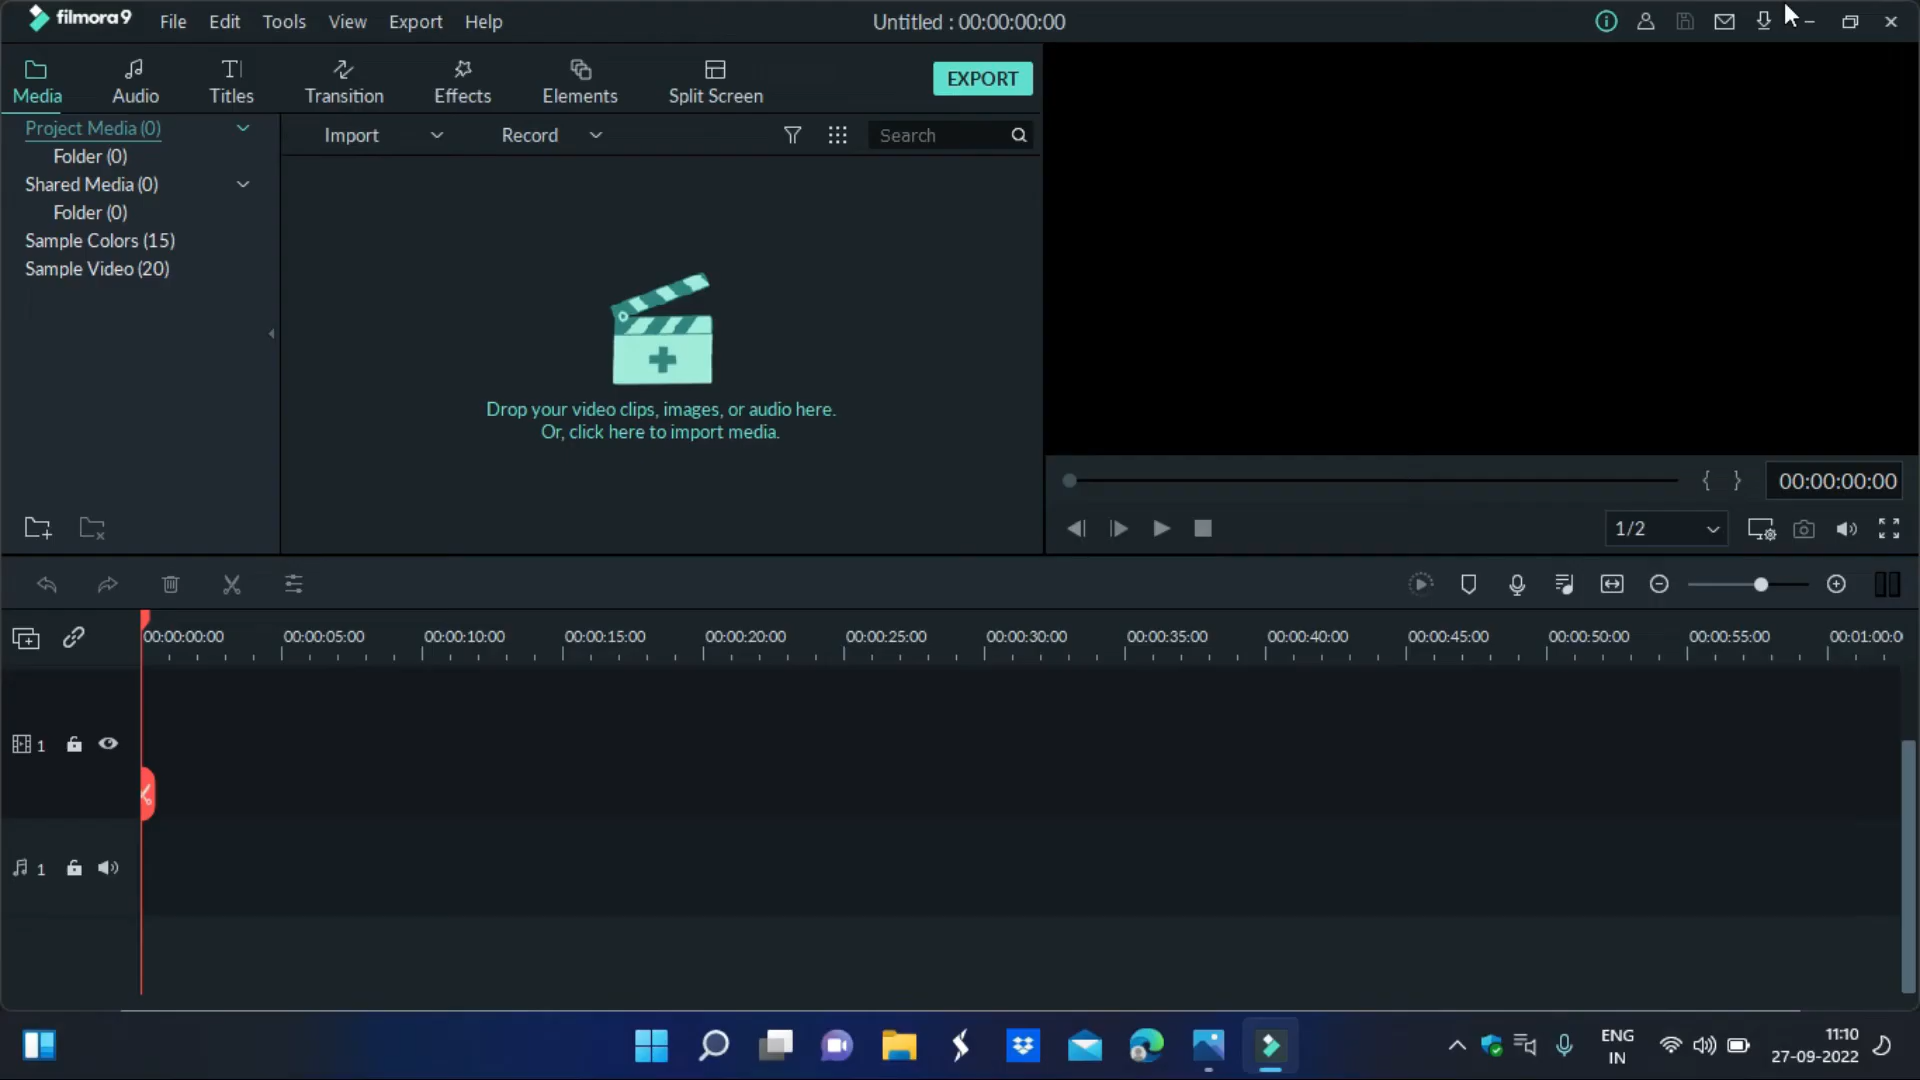 filmora9
File Edit Tools View Export Help
Untitled : 00:00:00:00
Media Audio Titles Transition Effects Elements Split Screen
EXPORT
Project Media (0)
Folder (0)
Shared Media (0)
Folder (0)
Sample Colors (15)
Sample Video (20)
Import Record Search
Drop your video clips, images, or audio here.
Or, click here to import media.
{ } 00:00:00:00
1/2
00:00:00:00 00:00:05:00 00:00:10:00 00:00:15:00 00:00:20:00 00:00:25:00 00:00:30:00 00:00:35:00 00:00:40:00 00:00:45:00 00:00:50:00 00:00:55:00 00:01:00:0
1
1
ENG
IN
11:10
27-09-2022